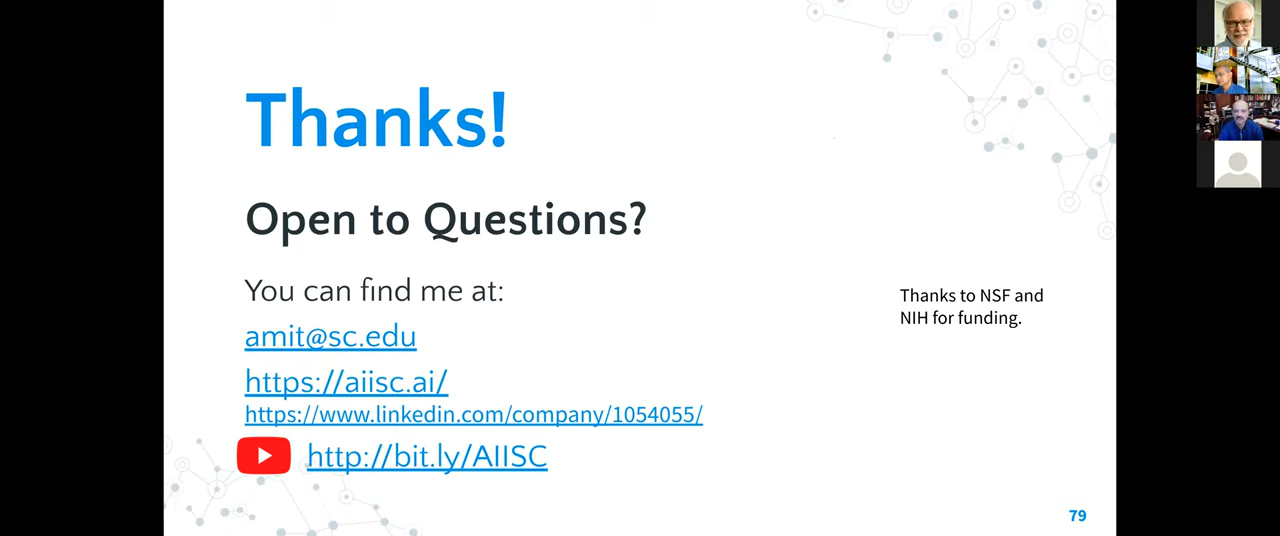 Thanks!
Open to Questions?
You can find me at:
amit@sc.edu
https://aiisc.ai/
https://www.linkedin.com/company/1054055/
http://bit.ly/AIISC
Thanks to NSF and
NIH for funding.
79